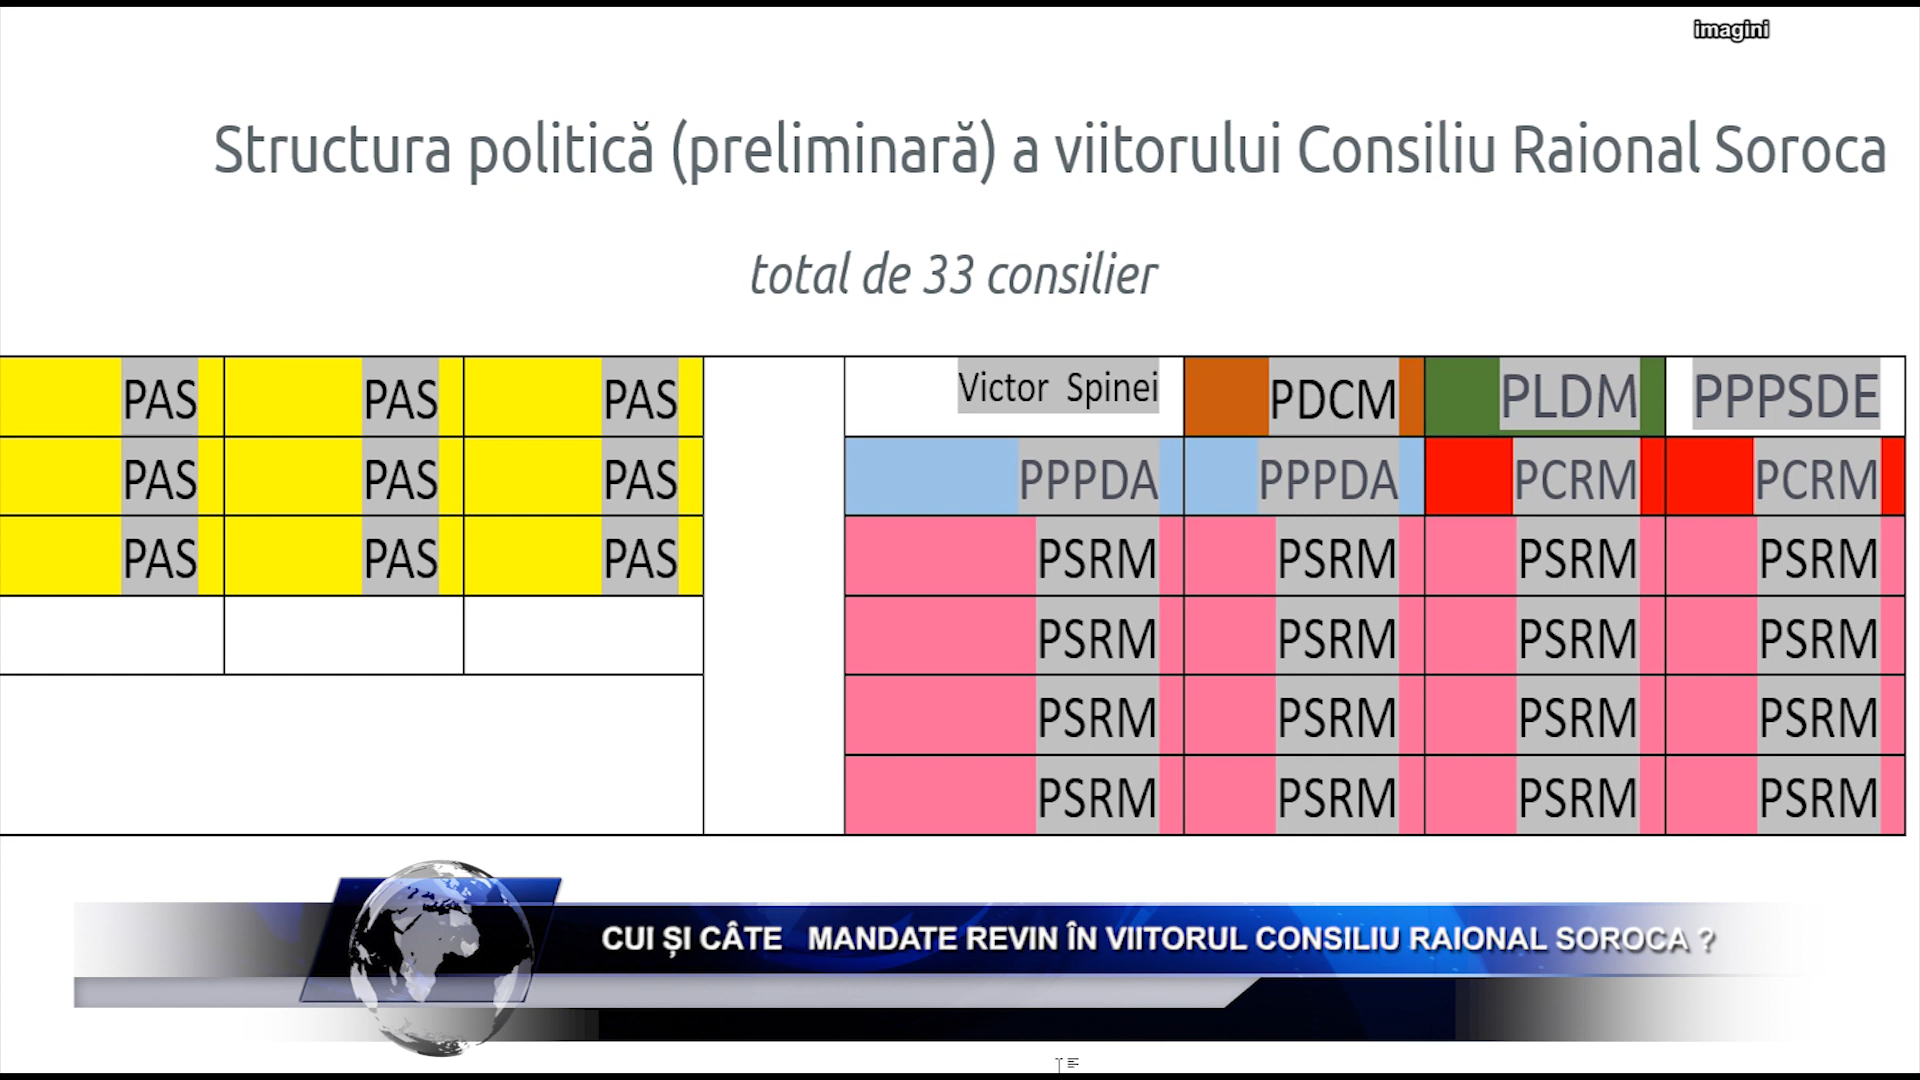 imagini
Structura politică (preliminară) a viitorului Consiliu Raional Soroca
total de 33 consilier
PAS PAS PAS Victor Spinei PDCM PLDM PPPSDE
PAS PAS PAS PPPDA PPPDA PCRM PCRM
PAS PAS PAS PSRM PSRM PSRM PSRM
PSRM PSRM PSRM PSRM
PSRM PSRM PSRM PSRM
PSRM PSRM PSRM PSRM
CUI ȘI CÂTE MANDATE REVIN ÎN VIITORUL CONSILIU RAIONAL SOROCA ?